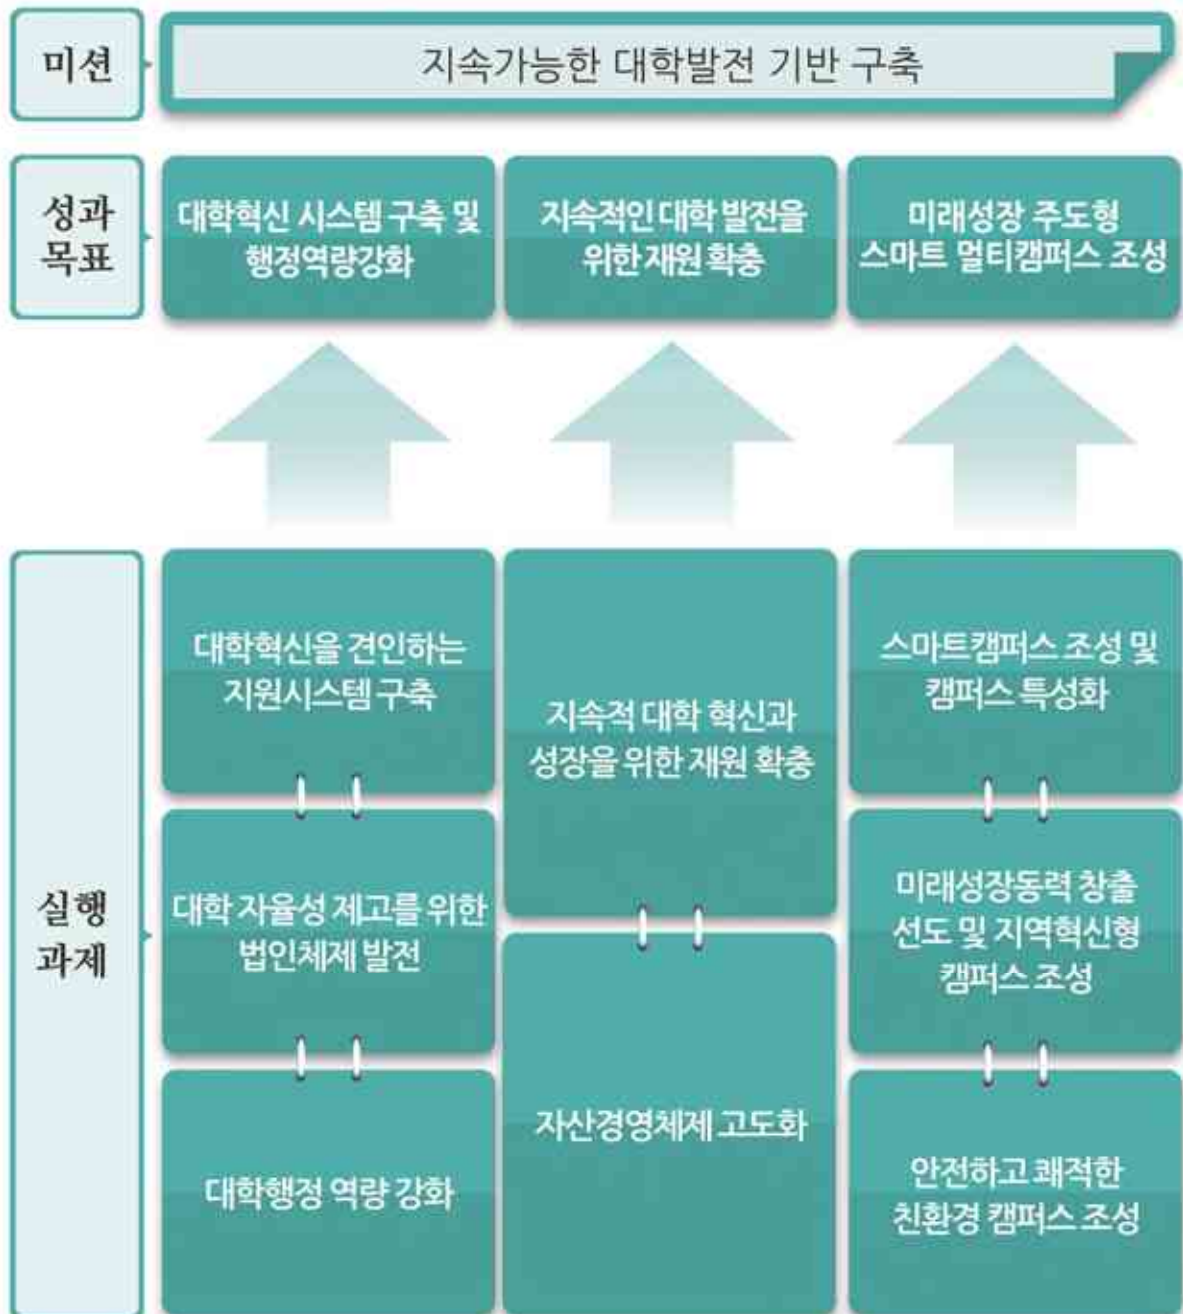 미션
지속가능한 대학발전 기반 구축
성과
목표
대학혁신 시스템 구축 및
행정역량강화
지속적인 대학 발전을
위한 재원 확충
미래성장 주도형
스마트 멀티캠퍼스 조성
실행
과제
대학혁신을 견인하는
지원시스템 구축
대학 자율성 제고를 위한
법인체제 발전
대학행정 역량 강화
지속적 대학 혁신과
성장을 위한 재원 확충
자산경영체제 고도화
스마트캠퍼스 조성 및
캠퍼스 특성화
미래성장동력 창출
선도 및 지역혁신형
캠퍼스 조성
안전하고 쾌적한
친환경 캠퍼스 조성